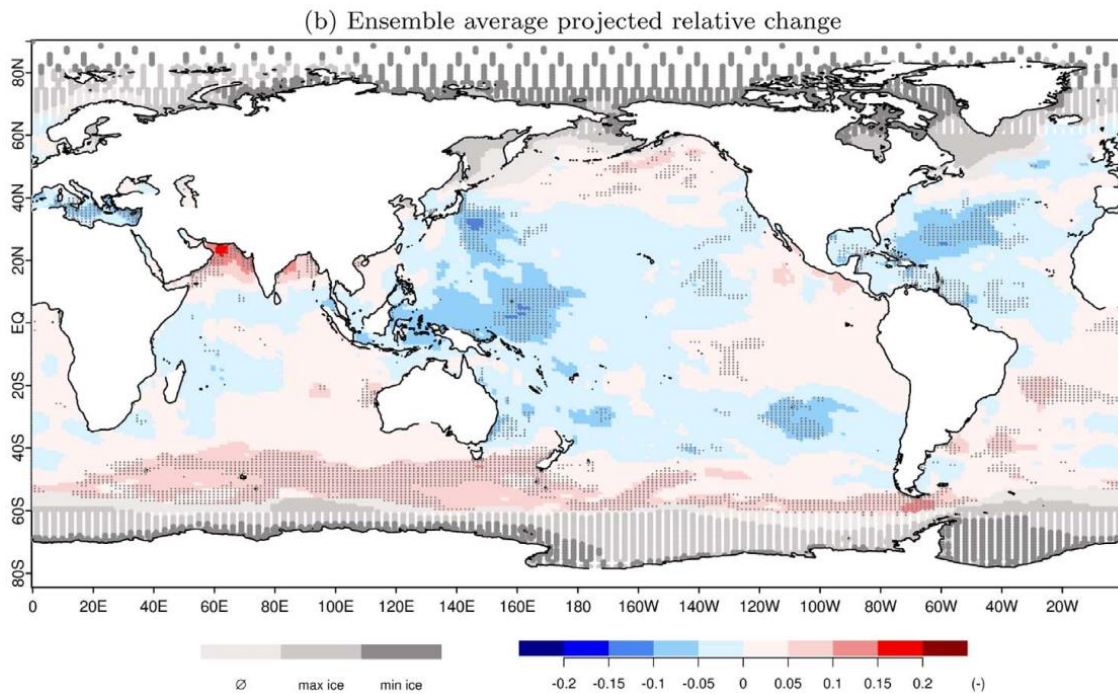 (b) Ensemble average projected relative change
80N
60N
40N
20N
EQ
20S
40S
60S
80S
0 20E 40E 60E 80E 100E 120E 140E 160E 180 160W 140W 120W 100W 80W 60W 40W 20W
∅ max ice min ice
-0.2 -0.15 -0.1 -0.05 0 0.05 0.1 0.15 0.2 (-)